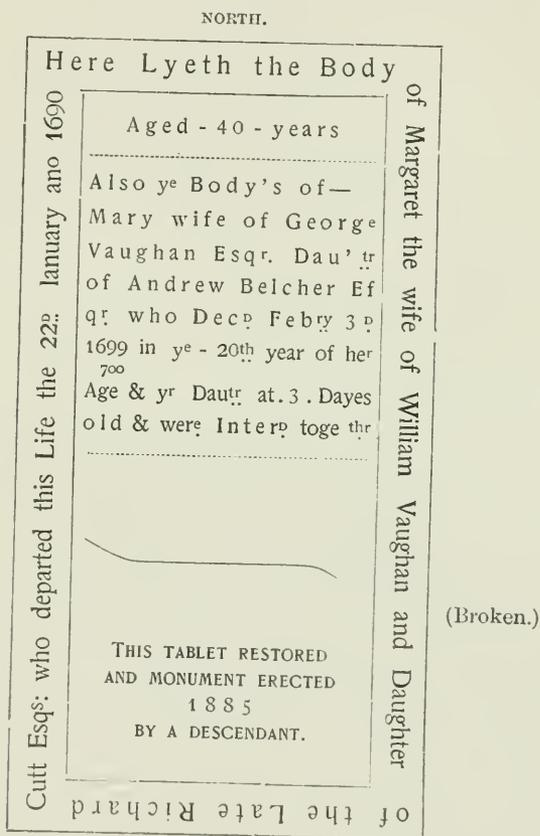 NORTH.
Here Lyeth the Body
of Margaret the wife of William Vaughan and Daughter
of the Late Richard
Cutt Esqs: who departed this Life the 22D. Ianuary ano 1690
Aged - 40 - years
Also ye Body's of—
Mary wife of George
Vaughan Esqr. Dau' tr
of Andrew Belcher Ef
qr. who DecD Febry 3 D
1699 in ye - 20th year of her
700
Age & yr Dautr at . 3 . Dayes
old & were InterD toge thr
THIS TABLET RESTORED
AND MONUMENT ERECTED
1885
BY A DESCENDANT.
(Broken.)